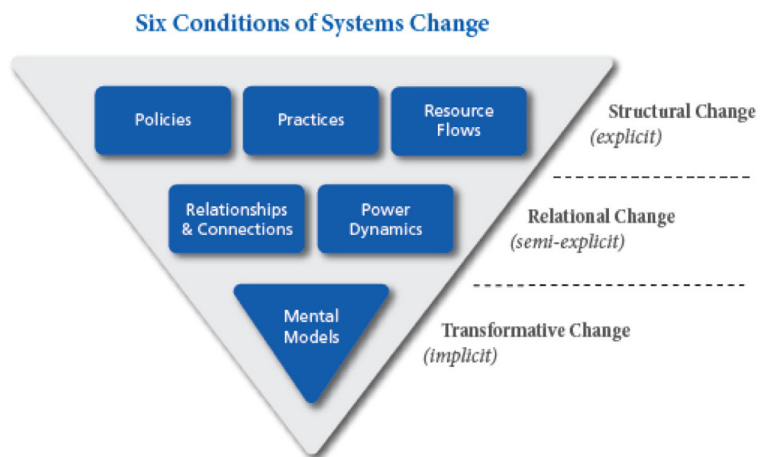 Six Conditions of Systems Change
Policies
Practices
Resource
Flows
Structural Change
(explicit)
Relationships
& Connections
Power
Dynamics
Relational Change
(semi-explicit)
Mental
Models
Transformative Change
(implicit)